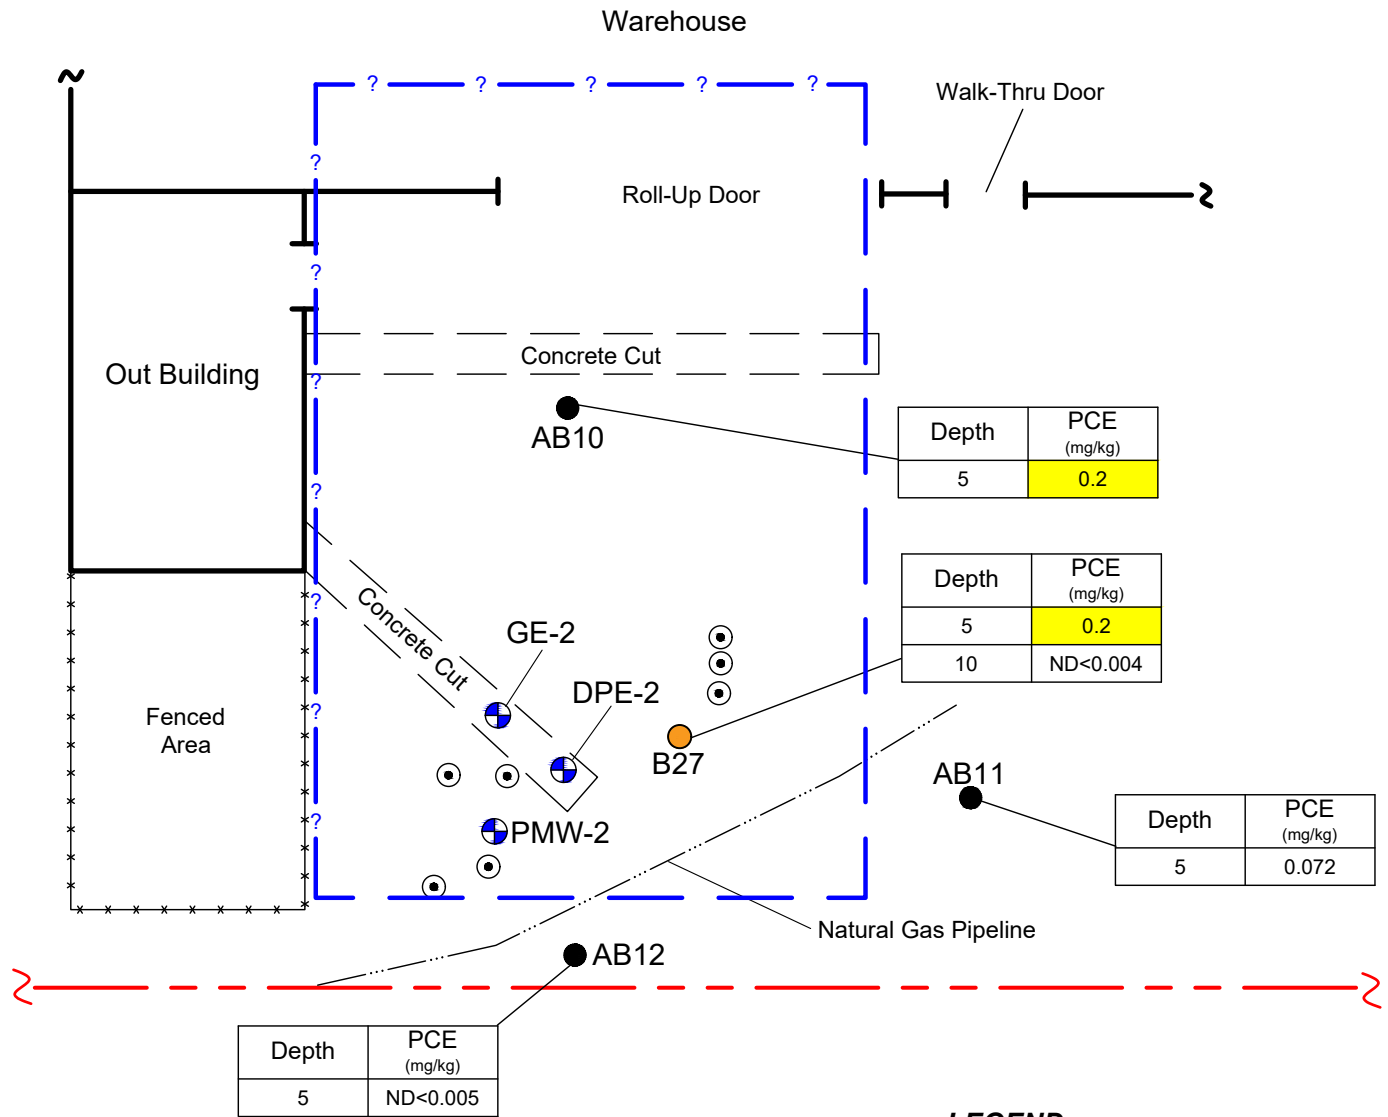 Warehouse
? ? ? ? ?
Walk-Thru Door
?
Roll-Up Door
?
Concrete Cut
Out Building
?
AB10
Depth PCE
(mg/kg)
5 0.2
?
Depth PCE
(mg/kg)
5 0.2
10 ND<0.004
?
Concrete Cut
GE-2
DPE-2
Fenced
Area
?
B27
AB11
Depth PCE
(mg/kg)
5 0.072
?
PMW-2
Natural Gas Pipeline
AB12
Depth PCE
(mg/kg)
5 ND<0.005
LEGEND